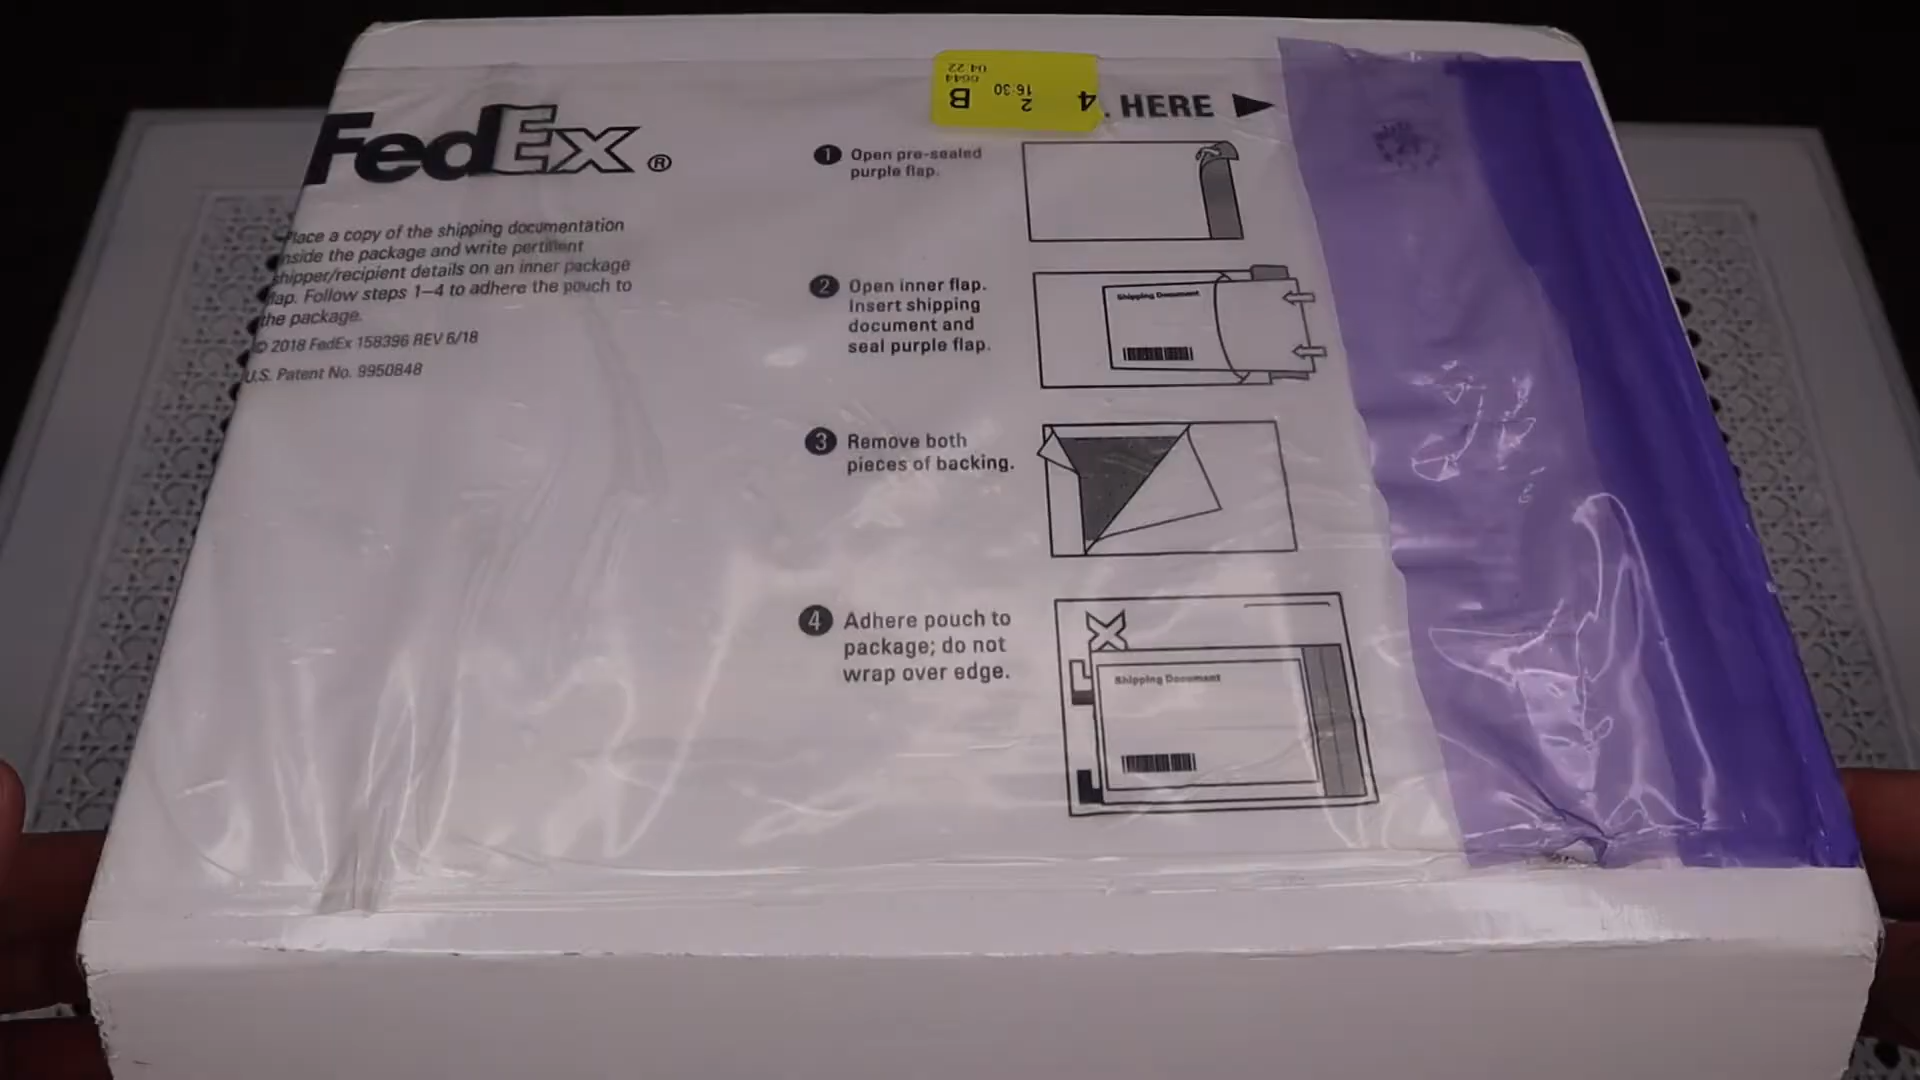 FedEx®
Place a copy of the shipping documentation
inside the package and write pertinent
shipper/recipient details on an inner package
flap. Follow steps 1–4 to adhere the pouch to
the package.
© 2018 FedEx 158396 REV 6/18
U.S. Patent No. 9950848
04.22
0644
B 2 4
16:30
HERE ►
1 Open pre-sealed
purple flap.
2 Open inner flap.
Insert shipping
document and
seal purple flap.
Shipping Document
3 Remove both
pieces of backing.
4 Adhere pouch to
package; do not
wrap over edge.
Ex
Shipping Document